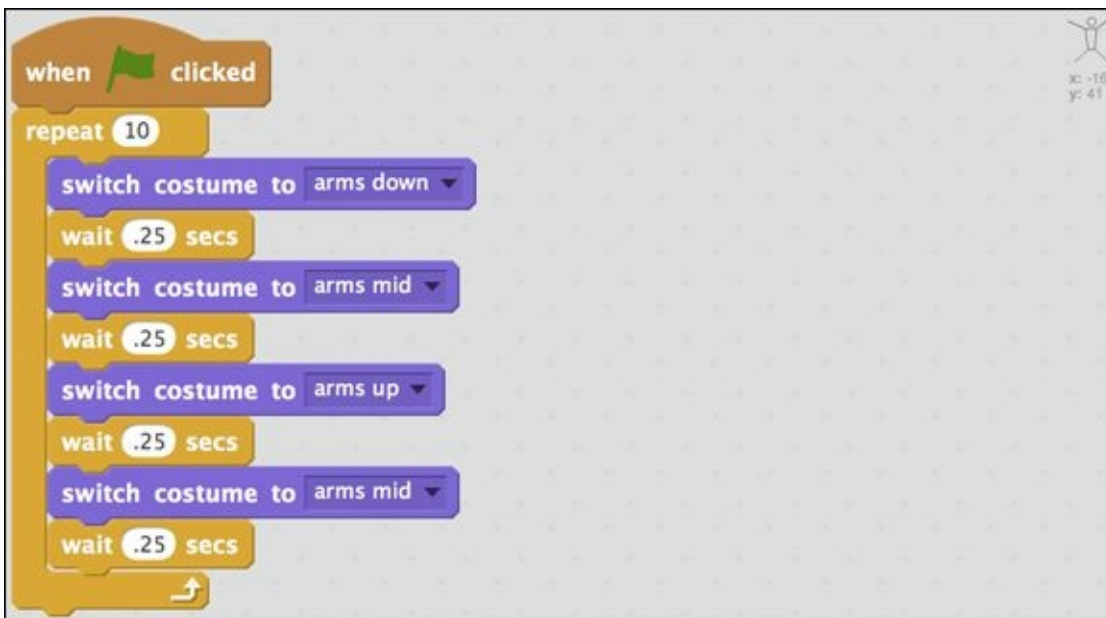 when clicked
repeat 10
switch costume to arms down
wait .25 secs
switch costume to arms mid
wait .25 secs
switch costume to arms up
wait .25 secs
switch costume to arms mid
wait .25 secs
x: -16
y: 41